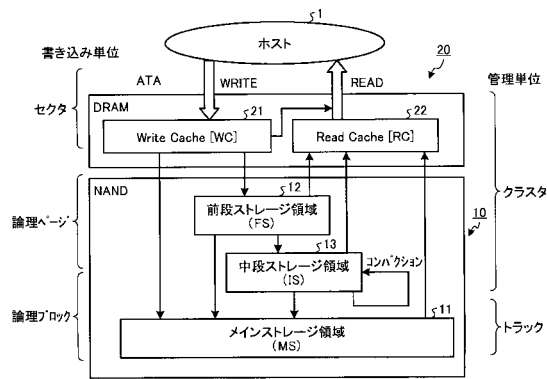 1
ホスト
書き込み単位
ATA
WRITE
READ
20
管理単位
セクタ
DRAM
21
22
Write Cache [WC]
Read Cache [RC]
NAND
12
前段ストレージ領域
(FS)
論理ページ
クラスタ
10
13
中段ストレージ領域
(IS)
コンパクション
論理ブロック
11
メインストレージ領域
(MS)
トラック